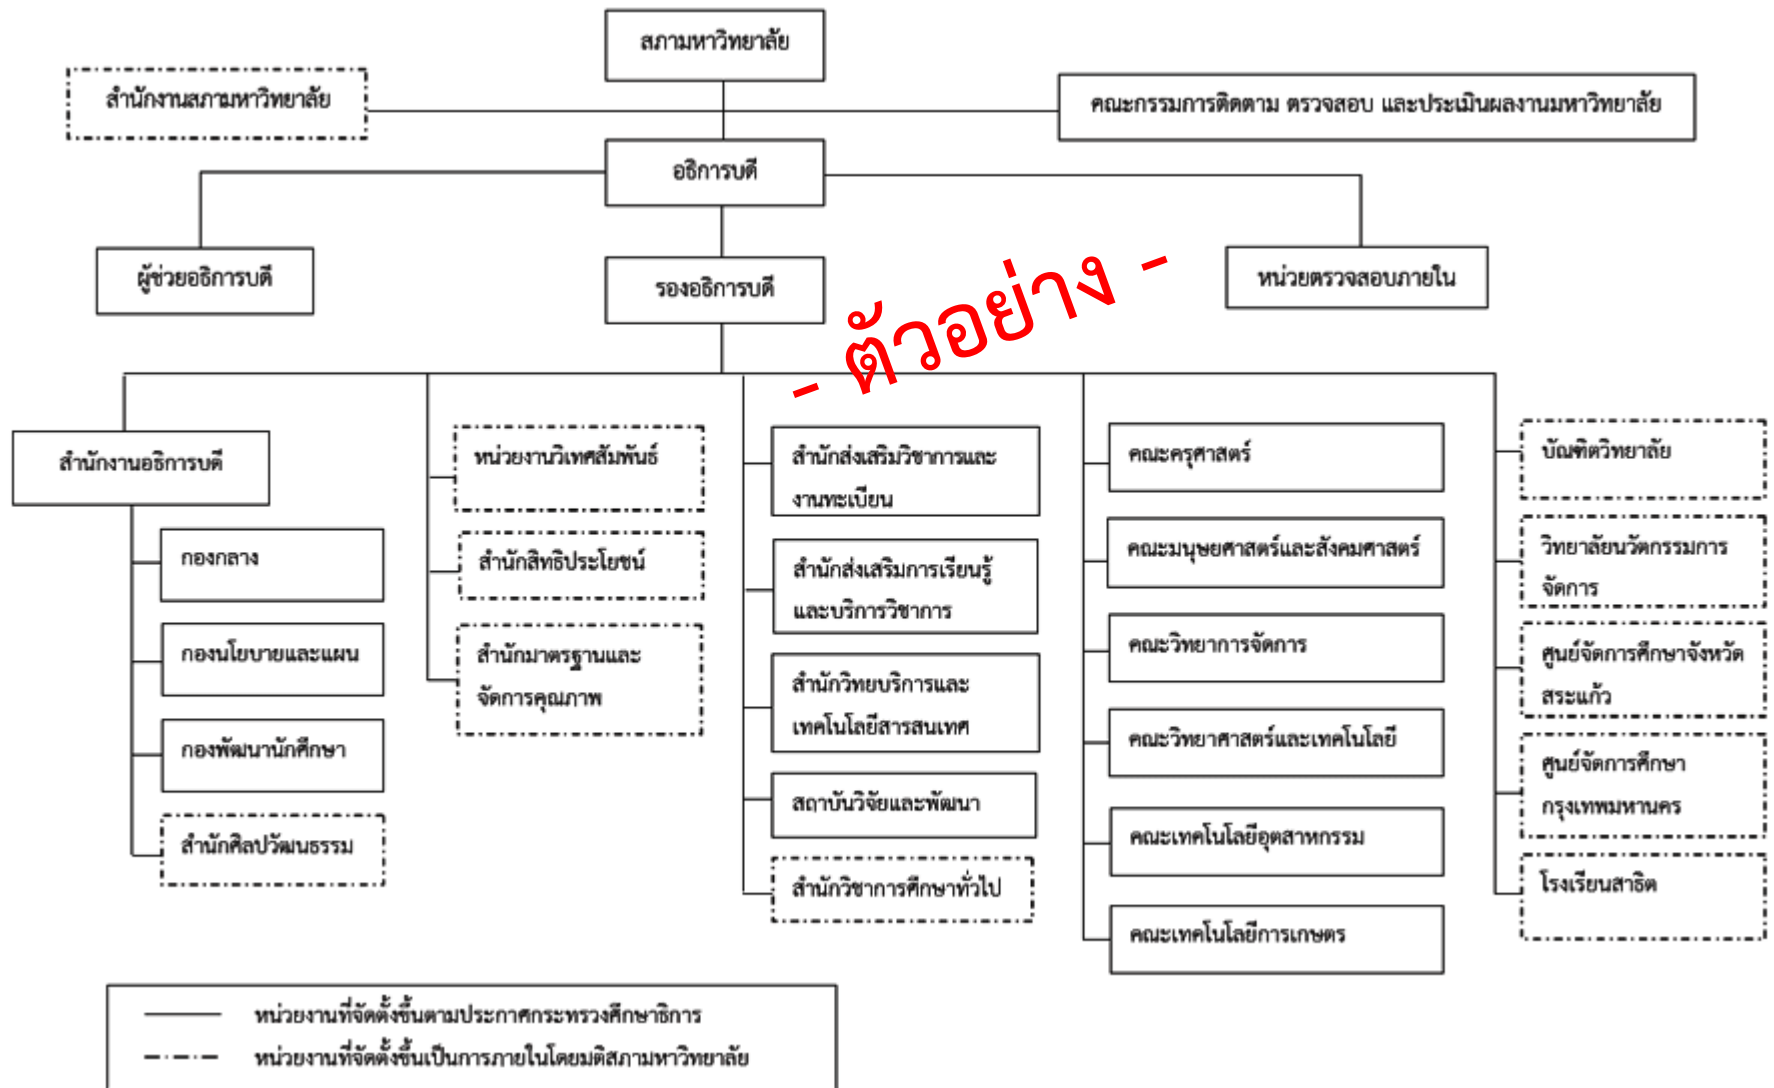 สภามหาวิทยาลัย
สำนักงานสภามหาวิทยาลัย
คณะกรรมการติดตาม ตรวจสอบ และประเมินผลงานมหาวิทยาลัย
อธิการบดี
ผู้ช่วยอธิการบดี
รองอธิการบดี
หน่วยตรวจสอบภายใน
- ตัวอย่าง -
สำนักงานอธิการบดี
กองกลาง
กองนโยบายและแผน
กองพัฒนานักศึกษา
สำนักศิลปวัฒนธรรม
หน่วยงานวิเทศสัมพันธ์
สำนักสิทธิประโยชน์
สำนักมาตรฐานและ
จัดการคุณภาพ
สำนักส่งเสริมวิชาการและ
งานทะเบียน
สำนักส่งเสริมการเรียนรู้
และบริการวิชาการ
สำนักวิทยบริการและ
เทคโนโลยีสารสนเทศ
สถาบันวิจัยและพัฒนา
สำนักวิชาการศึกษาทั่วไป
คณะครุศาสตร์
คณะมนุษยศาสตร์และสังคมศาสตร์
คณะวิทยาการจัดการ
คณะวิทยาศาสตร์และเทคโนโลยี
คณะเทคโนโลยีอุตสาหกรรม
คณะเทคโนโลยีการเกษตร
บัณฑิตวิทยาลัย
วิทยาลัยนวัตกรรมการ
จัดการ
ศูนย์จัดการศึกษาจังหวัด
สระแก้ว
ศูนย์จัดการศึกษา
กรุงเทพมหานคร
โรงเรียนสาธิต
หน่วยงานที่จัดตั้งขึ้นตามประกาศกระทรวงศึกษาธิการ
หน่วยงานที่จัดตั้งขึ้นเป็นการภายในโดยมติสภามหาวิทยาลัย